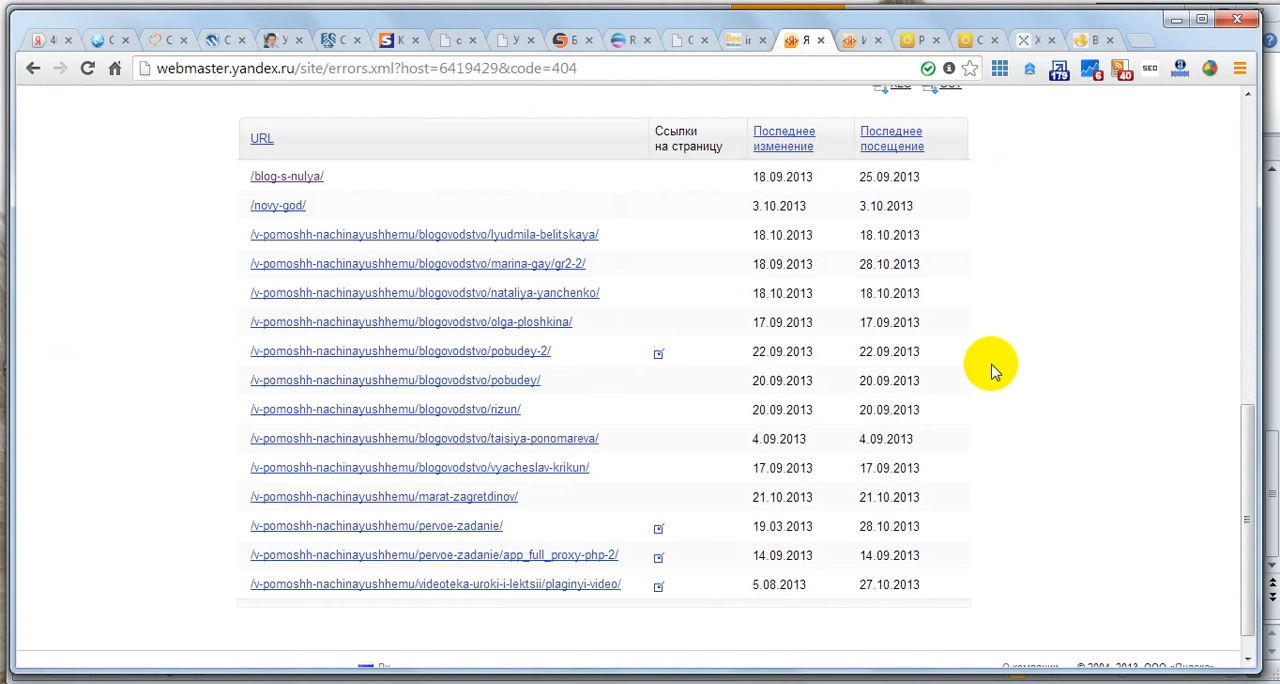 webmaster.yandex.ru/site/errors.xml?host=6419429&code=404
179
6
40
SEO
URL
Ссылки на страницу
Последнее изменение
Последнее посещение
/blog-s-nulya/ 18.09.2013 25.09.2013
/novy-god/ 3.10.2013 3.10.2013
/v-pomoshh-nachinayushhemu/blogovodstvo/lyudmila-belitskaya/ 18.10.2013 18.10.2013
/v-pomoshh-nachinayushhemu/blogovodstvo/marina-gay/gr2-2/ 18.09.2013 28.10.2013
/v-pomoshh-nachinayushhemu/blogovodstvo/nataliya-yanchenko/ 18.10.2013 18.10.2013
/v-pomoshh-nachinayushhemu/blogovodstvo/olga-ploshkina/ 17.09.2013 17.09.2013
/v-pomoshh-nachinayushhemu/blogovodstvo/pobudey-2/ 22.09.2013 22.09.2013
/v-pomoshh-nachinayushhemu/blogovodstvo/pobudey/ 20.09.2013 20.09.2013
/v-pomoshh-nachinayushhemu/blogovodstvo/rizun/ 20.09.2013 20.09.2013
/v-pomoshh-nachinayushhemu/blogovodstvo/taisiya-ponomareva/ 4.09.2013 4.09.2013
/v-pomoshh-nachinayushhemu/blogovodstvo/vyacheslav-krikun/ 17.09.2013 17.09.2013
/v-pomoshh-nachinayushhemu/marat-zagretdinov/ 21.10.2013 21.10.2013
/v-pomoshh-nachinayushhemu/pervoe-zadanie/ 19.03.2013 28.10.2013
/v-pomoshh-nachinayushhemu/pervoe-zadanie/app_full_proxy-php-2/ 14.09.2013 14.09.2013
/v-pomoshh-nachinayushhemu/videoteka-uroki-i-lektsii/plaginyi-video/ 5.08.2013 27.10.2013